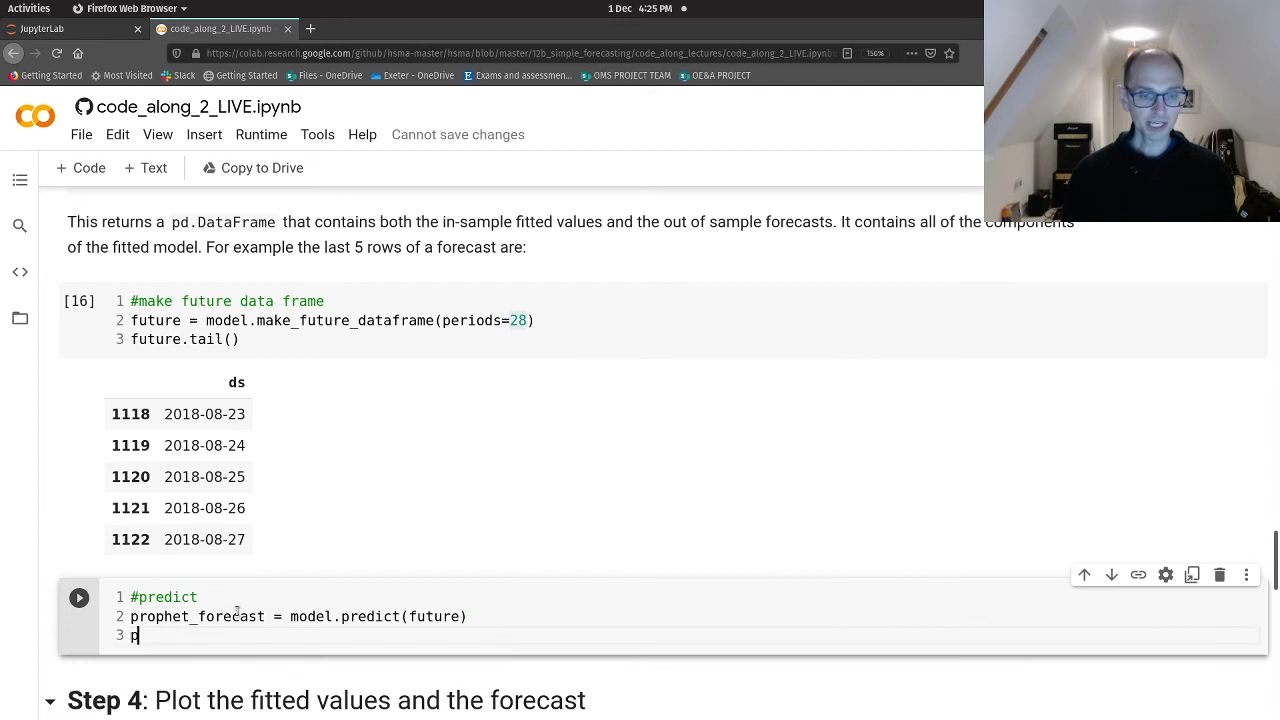 Activities
Firefox Web Browser
1 Dec 4:25 PM
JupyterLab
code_along_2_LIVE.ipynb
https://colab.research.google.com/github/hsma-master/hsma/blob/master/12b_simple_forecasting/code_along_lectures/code_along_2_LIVE.ipynb
150%
Getting Started
Most Visited
Slack
Getting Started
Files - OneDrive
Exeter - OneDrive
Exams and assessmen...
OMS PROJECT TEAM
OE&A PROJECT
code_along_2_LIVE.ipynb
File Edit View Insert Runtime Tools Help Cannot save changes
+ Code + Text Copy to Drive
This returns a pd.DataFrame that contains both the in-sample fitted values and the out of sample forecasts. It contains all of the components
of the fitted model. For example the last 5 rows of a forecast are:
[16] 1 #make future data frame
2 future = model.make_future_dataframe(periods=28)
3 future.tail()
ds
1118 2018-08-23
1119 2018-08-24
1120 2018-08-25
1121 2018-08-26
1122 2018-08-27
1 #predict
2 prophet_forecast = model.predict(future)
3 p
Step 4: Plot the fitted values and the forecast